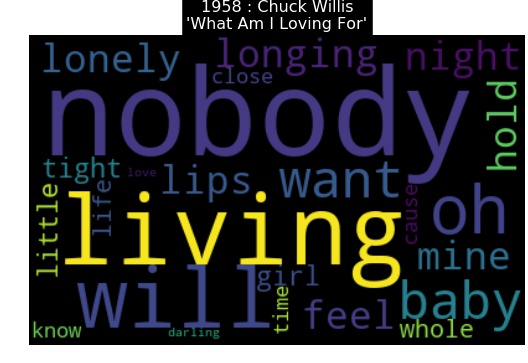 1958 : Chuck Willis
'What Am I Loving For'
lonely
longing
night
close
nobody
hold
tight
love
lips
want
little
life
living
cause
oh
mine
will
girl
time
feel
baby
know
darling
whole